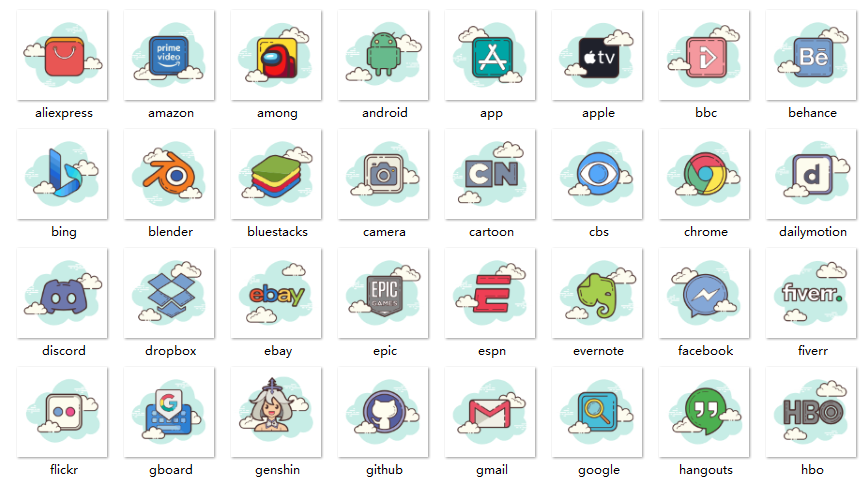 prime
video
tv
Bē
aliexpress
amazon
among
android
app
apple
bbc
behance
CN
d
bing
blender
bluestacks
camera
cartoon
cbs
chrome
dailymotion
ebay
EPIC
GAMES
E
fiverr.
discord
dropbox
ebay
epic
espn
evernote
facebook
fiverr
G
HBO
flickr
gboard
genshin
github
gmail
google
hangouts
hbo